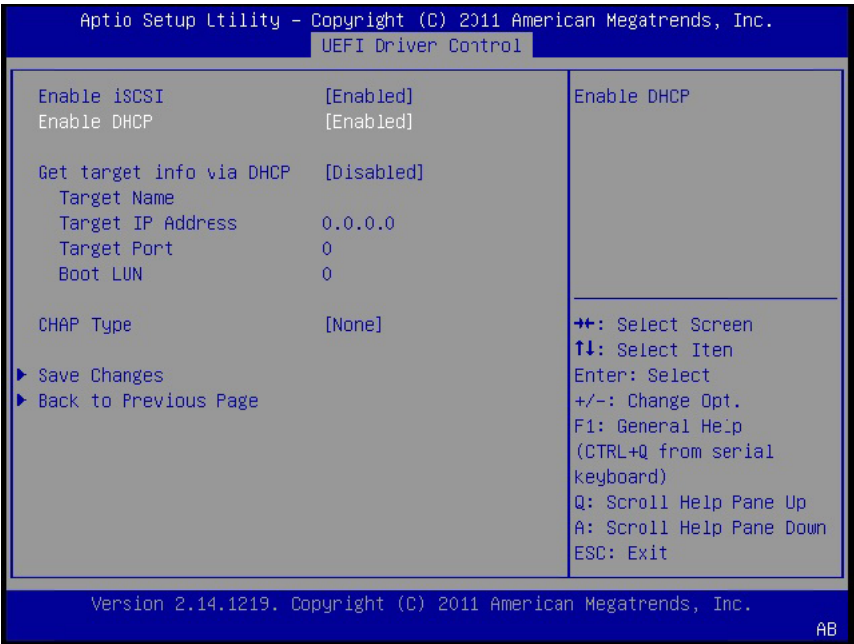 Aptio Setup Utility – Copyright (C) 2011 American Megatrends, Inc.
UEFI Driver Control
Enable iSCSI [Enabled]
Enable DHCP [Enabled]
Get target info via DHCP [Disabled]
Target Name
Target IP Address 0.0.0.0
Target Port 0
Boot LUN 0
CHAP Type [None]
▶ Save Changes
▶ Back to Previous Page
Enable DHCP
→←: Select Screen
↑↓: Select Item
Enter: Select
+/-: Change Opt.
F1: General Help
(CTRL+Q from serial
keyboard)
Q: Scroll Help Pane Up
A: Scroll Help Pane Down
ESC: Exit
Version 2.14.1219. Copyright (C) 2011 American Megatrends, Inc.
AB